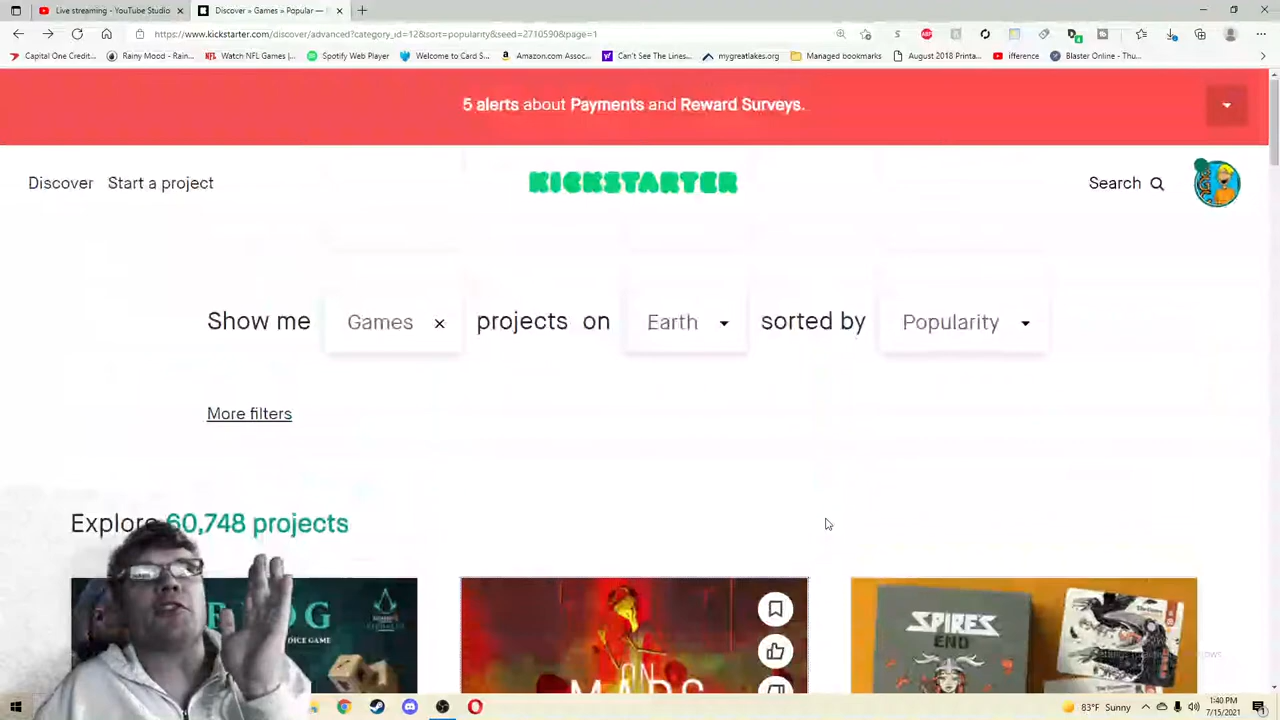 Live streaming - YouTube Studio
Discover » Games » Popular —
https://www.kickstarter.com/discover/advanced?category_id=12&sort=popularity&seed=2710590&page=1
Capital One Credit...
Rainy Mood - Rain...
Watch NFL Games |...
Spotify Web Player
Welcome to Card S...
Amazon.com Assoc...
Can't See The Lines...
mygreatlakes.org
Managed bookmarks
August 2018 Printa...
ifference
Blaster Online - Thu...
5 alerts about Payments and Reward Surveys.
Discover Start a project
KICKSTARTER
Search
Show me Games projects on Earth sorted by Popularity
More filters
Explore 60,748 projects
DICE GAME
ON
MARS
SPIRES
END
83°F Sunny
1:40 PM
7/15/2021